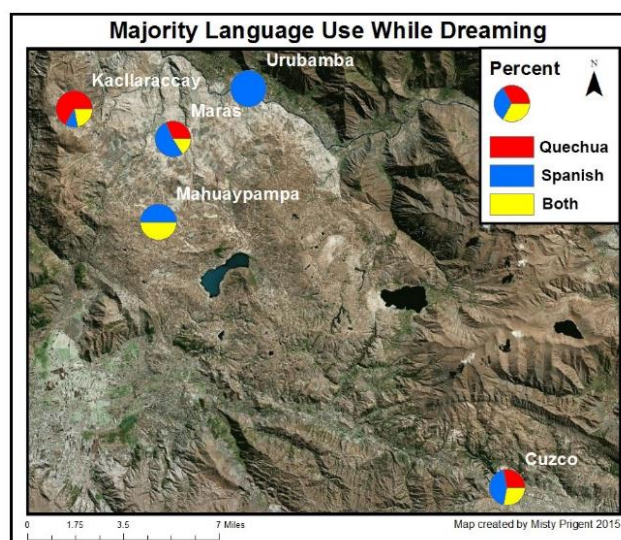 Majority Language Use While Dreaming
Urubamba
Kacllaraccay
Maras
Mahuaypampa
Cuzco
Percent
N
Quechua
Spanish
Both
0 1.75 3.5 7 Miles
Map created by Misty Prigent 2015